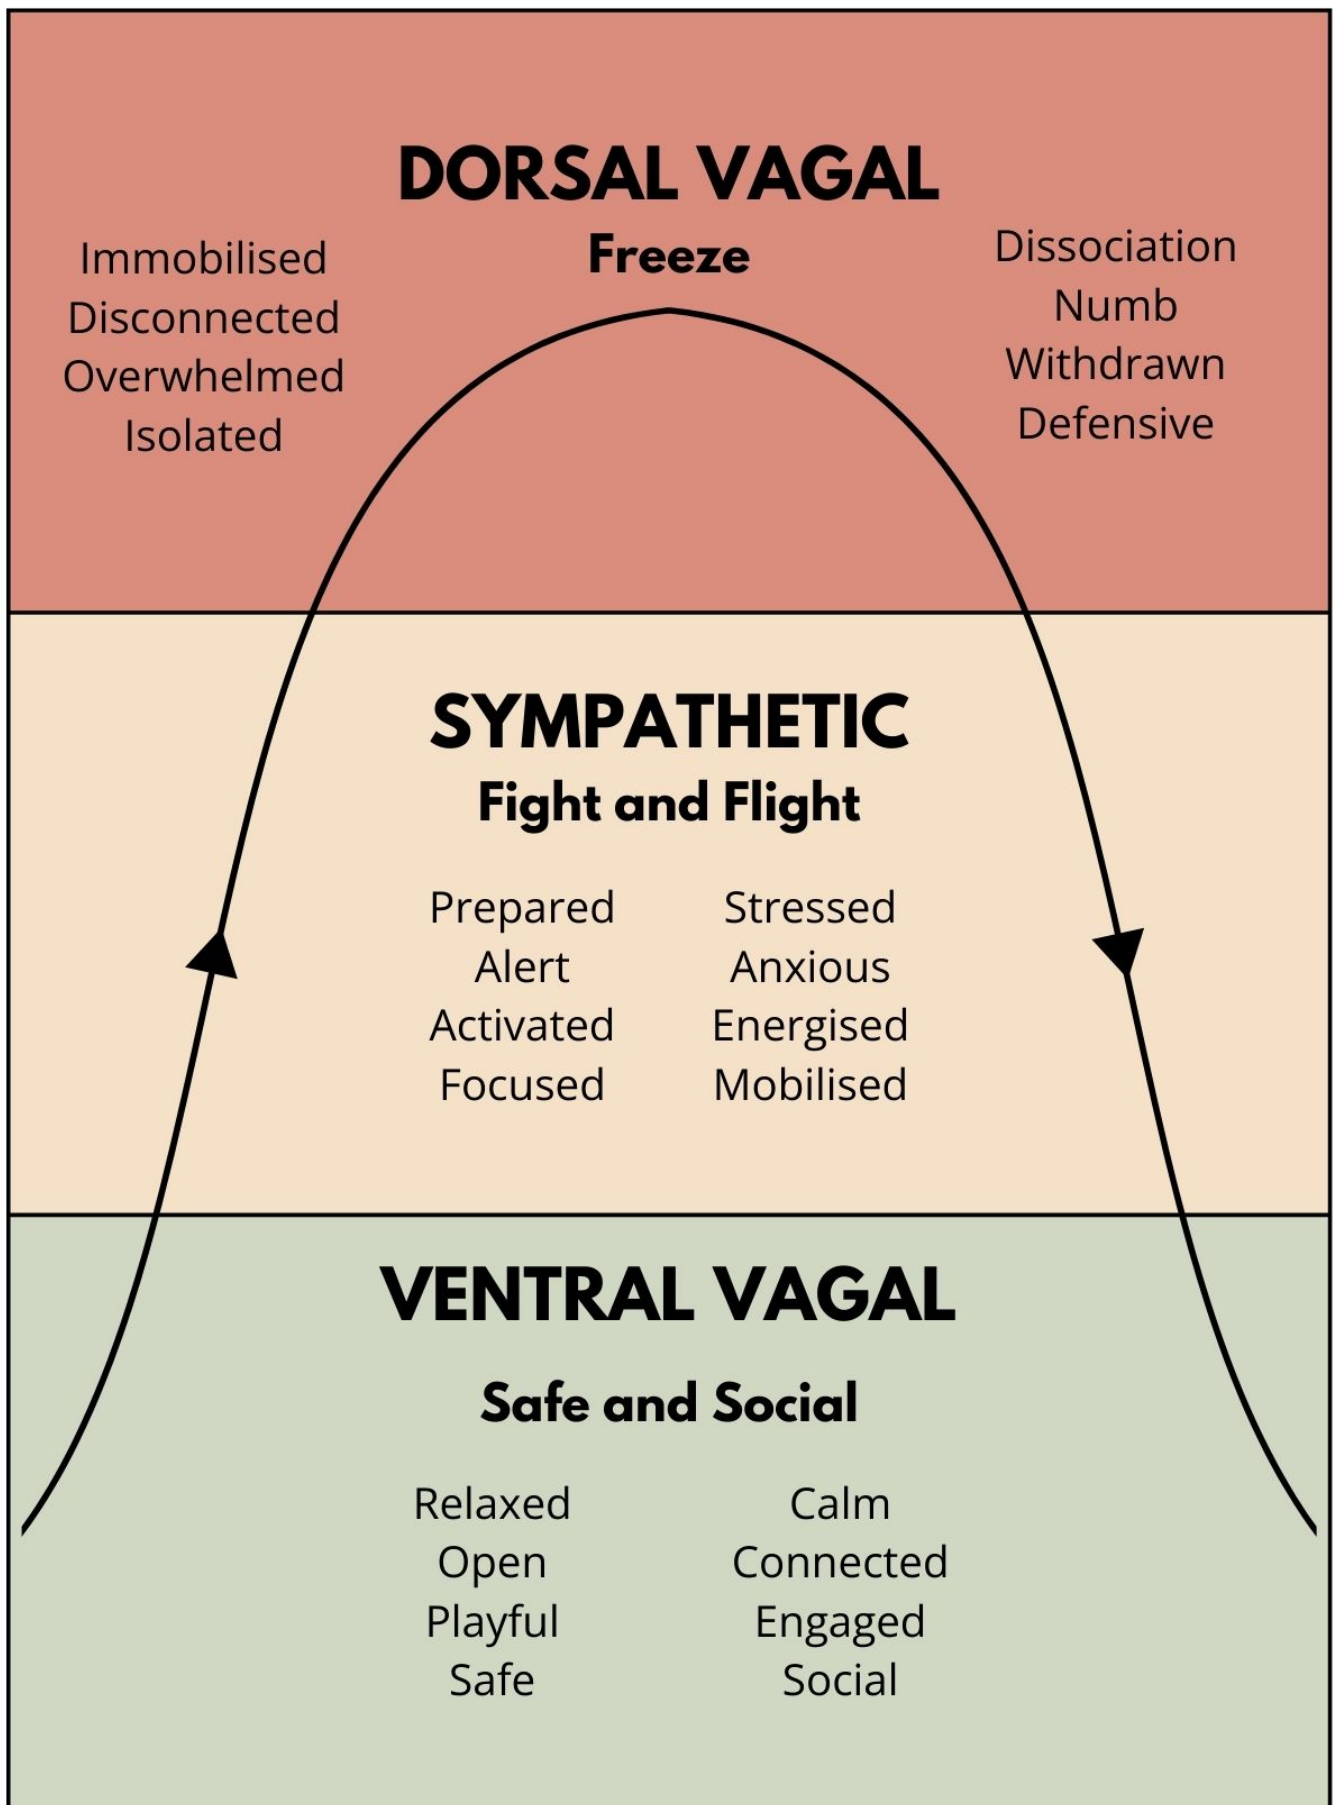 DORSAL VAGAL
Freeze
Immobilised
Disconnected
Overwhelmed
Isolated
Dissociation
Numb
Withdrawn
Defensive
SYMPATHETIC
Fight and Flight
Prepared
Alert
Activated
Focused
Stressed
Anxious
Energised
Mobilised
VENTRAL VAGAL
Safe and Social
Relaxed
Open
Playful
Safe
Calm
Connected
Engaged
Social